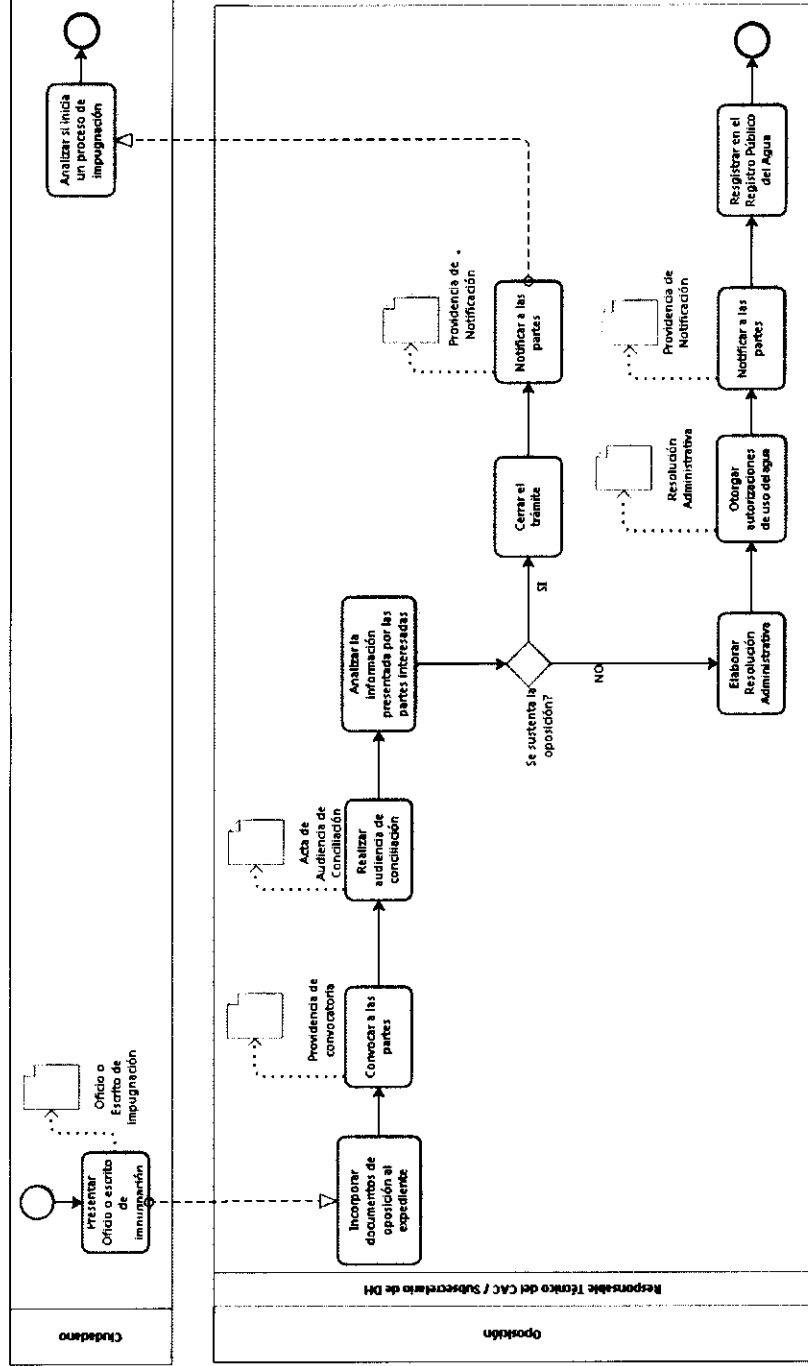 Ciudadano
Presentar
Oficio o escrito
de
impugnación
Oficio o
Escrito de
Impugnación
Analizar si inicia
un proceso de
impugnación
Oposición
Responsable Técnico del CAC / Subsecretario de DH
Incorporar
documentos de
oposición al
expediente
Convocar a las
partes
Providencia de
convocatoria
Realizar
audiencia de
conciliación
Acta de
Audiencia de
Conciliación
Analizar la
información
presentada por las
partes interesadas
Se sustenta la
oposición?
SI
Cerrar el
trámite
Notificar a las
partes
Providencia de
Notificación
NO
Elaborar
Resolución
Administrativa
Otorgar
autorizaciones
de uso del agua
Resolución
Administrativa
Notificar a las
partes
Providencia de
Notificación
Resgistrar en el
Registro Público
del Agua